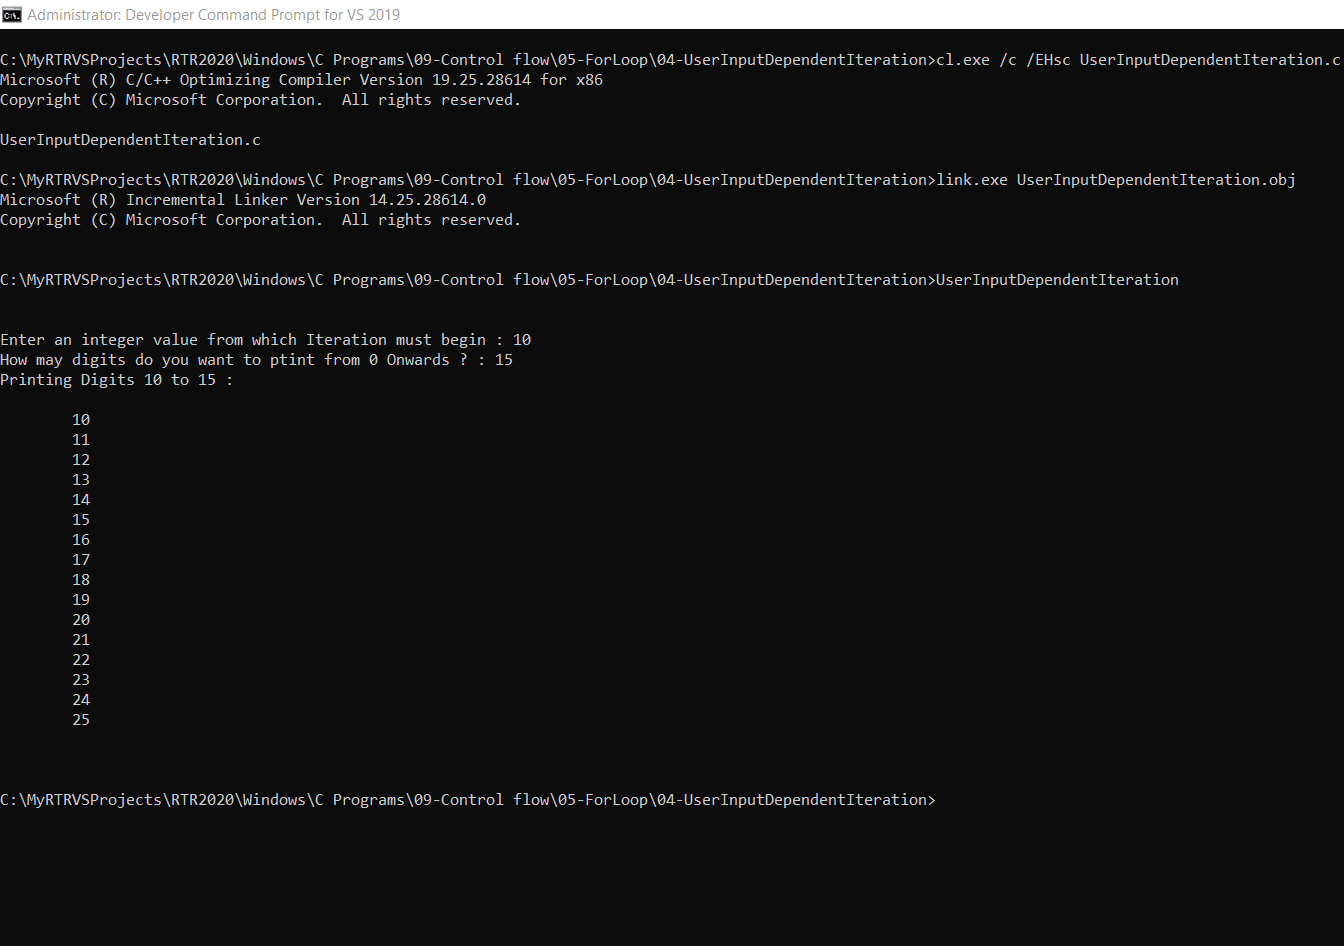 Administrator: Developer Command Prompt for VS 2019
C:\MyRTRVSProjects\RTR2020\Windows\C Programs\09-Control flow\05-ForLoop\04-UserInputDependentIteration>cl.exe /c /EHsc UserInputDependentIteration.c
Microsoft (R) C/C++ Optimizing Compiler Version 19.25.28614 for x86
Copyright (C) Microsoft Corporation.  All rights reserved.
UserInputDependentIteration.c
C:\MyRTRVSProjects\RTR2020\Windows\C Programs\09-Control flow\05-ForLoop\04-UserInputDependentIteration>link.exe UserInputDependentIteration.obj
Microsoft (R) Incremental Linker Version 14.25.28614.0
Copyright (C) Microsoft Corporation.  All rights reserved.
C:\MyRTRVSProjects\RTR2020\Windows\C Programs\09-Control flow\05-ForLoop\04-UserInputDependentIteration>UserInputDependentIteration
Enter an integer value from which Iteration must begin : 10
How may digits do you want to ptint from 0 Onwards ? : 15
Printing Digits 10 to 15 :
10
11
12
13
14
15
16
17
18
19
20
21
22
23
24
25
C:\MyRTRVSProjects\RTR2020\Windows\C Programs\09-Control flow\05-ForLoop\04-UserInputDependentIteration>